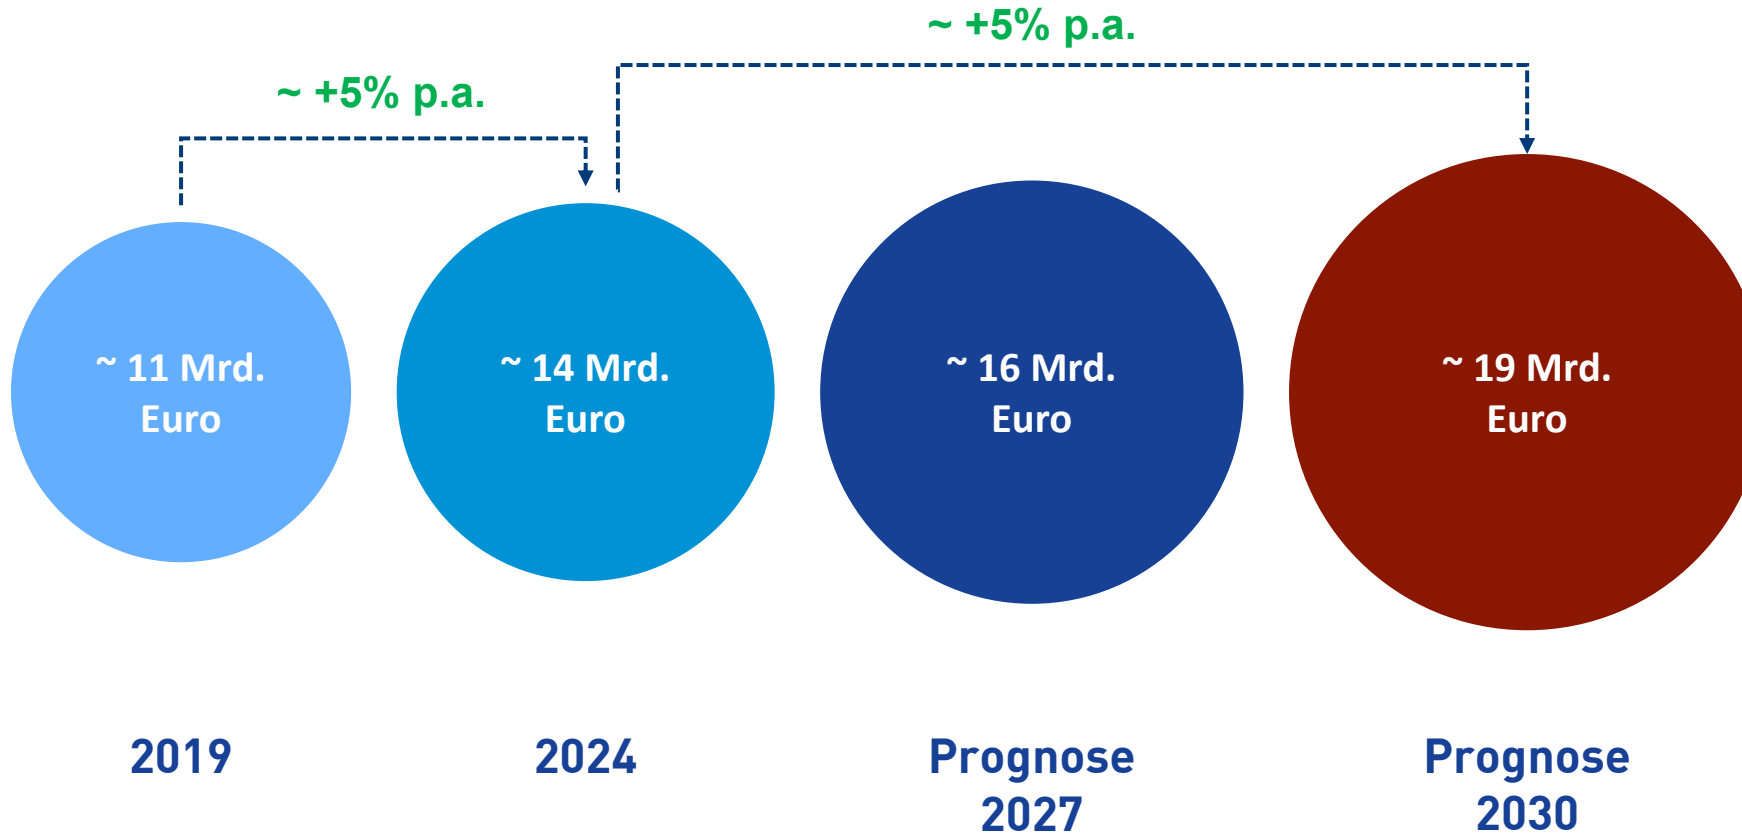 ~ +5% p.a.
~ +5% p.a.
~ 11 Mrd.
Euro
~ 14 Mrd.
Euro
~ 16 Mrd.
Euro
~ 19 Mrd.
Euro
2019
2024
Prognose
2027
Prognose
2030